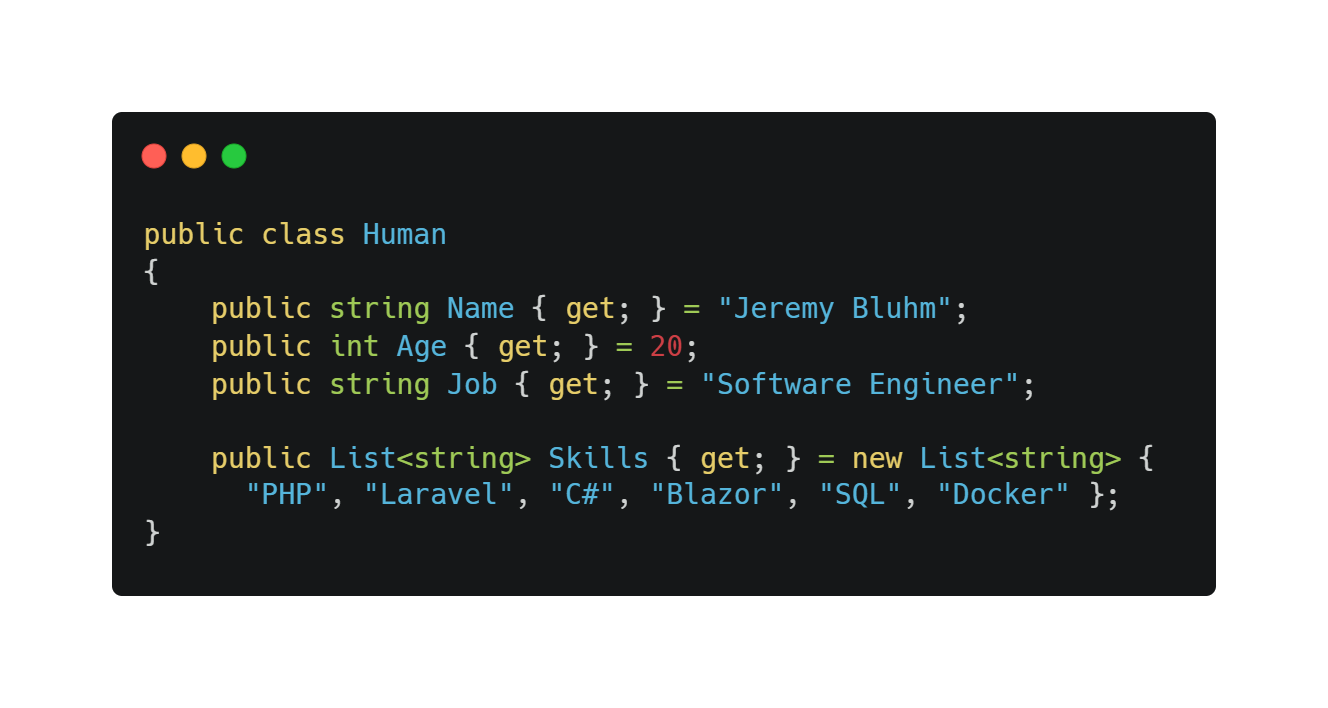 public class Human
{
    public string Name { get; } = "Jeremy Bluhm";
    public int Age { get; } = 20;
    public string Job { get; } = "Software Engineer";

    public List<string> Skills { get; } = new List<string> {
      "PHP", "Laravel", "C#", "Blazor", "SQL", "Docker" };
}